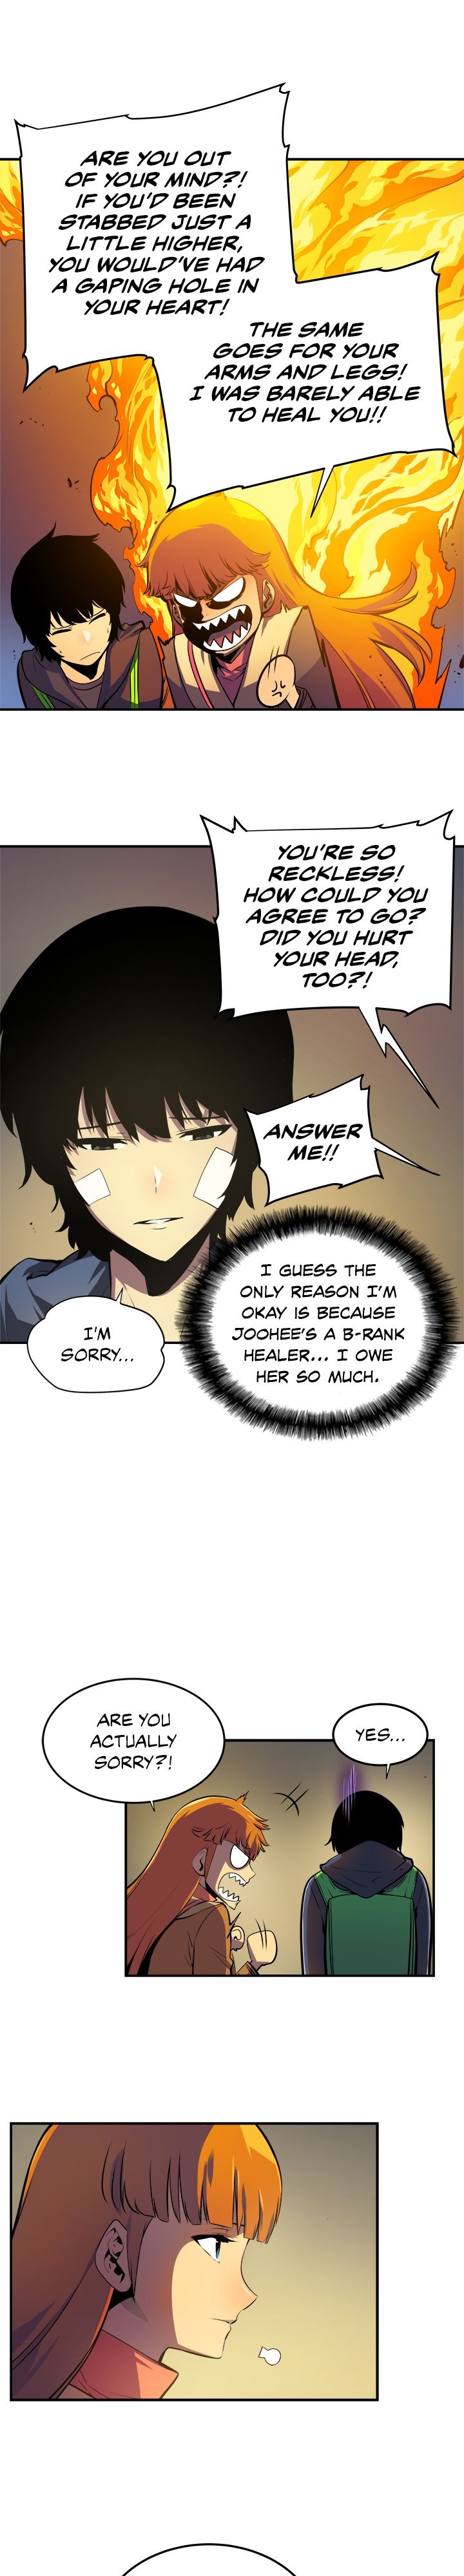 ARE YOU OUT
OF YOUR MIND?!
IF YOU'D BEEN
STABBED JUST A
LITTLE HIGHER,
YOU WOULD'VE HAD
A GAPING HOLE IN
YOUR HEART!
THE SAME
GOES FOR YOUR
ARMS AND LEGS!
I WAS BARELY ABLE
TO HEAL YOU!!
YOU'RE SO
RECKLESS!
HOW COULD YOU
AGREE TO GO?
DID YOU HURT
YOUR HEAD,
TOO?!
ANSWER
ME!!
I'M
SORRY...
I GUESS THE
ONLY REASON I'M
OKAY IS BECAUSE
JOOHEE'S A B-RANK
HEALER... I OWE
HER SO MUCH.
ARE YOU
ACTUALLY
SORRY?!
YES...